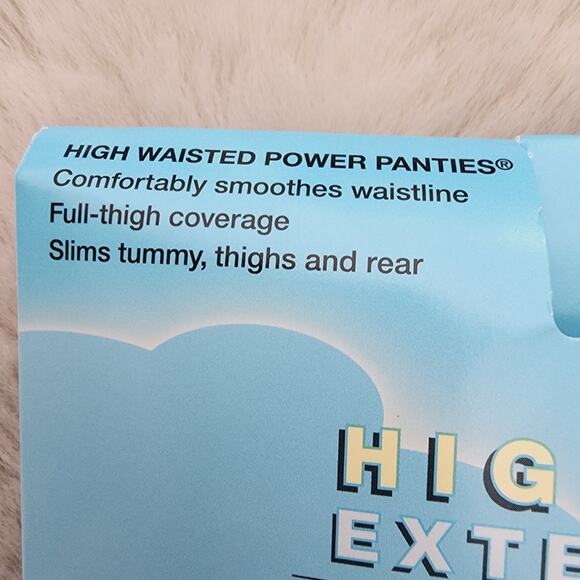 HIGH WAISTED POWER PANTIES®
Comfortably smoothes waistline
Full-thigh coverage
Slims tummy, thighs and rear
HIG
EXTE